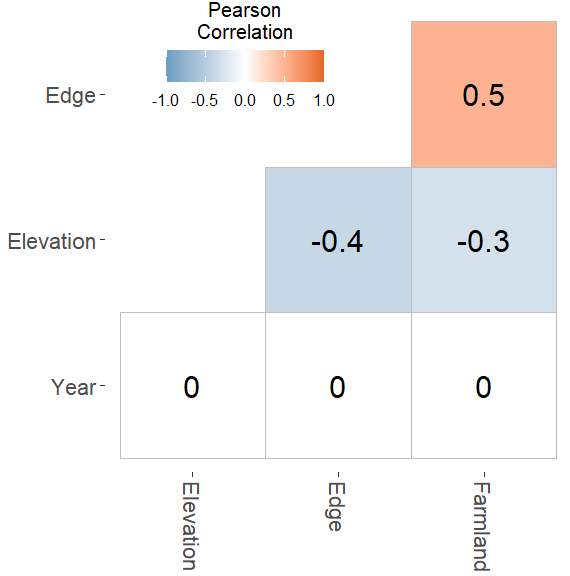 Pearson
Correlation
-1.0 -0.5 0.0 0.5 1.0
Edge 0.5
Elevation -0.4 -0.3
Year 0 0 0
Elevation Edge Farmland